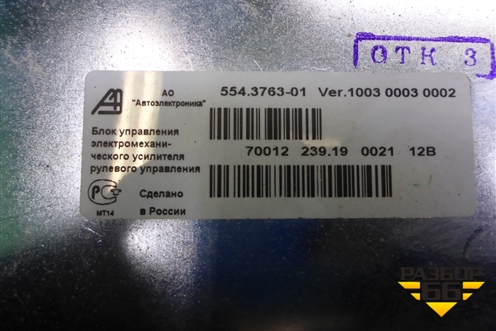 ОТК 3
АО
"Автоэлектроника"
554.3763-01 Ver.1003 0003 0002
Блок управления
электромехани-
ческого усилителя
рулевого управления
70012 239.19 0021 12В
РСТ
МТ14
Сделано
в России
РАЗБОР
66